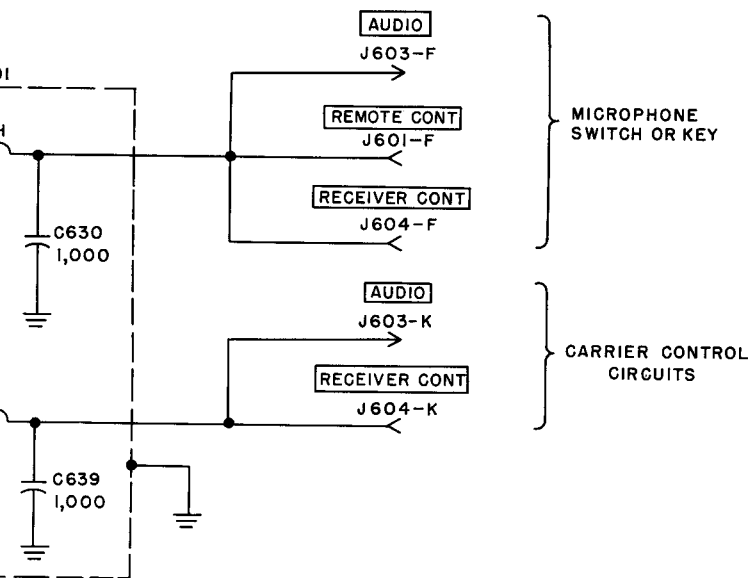 AUDIO
J603-F
REMOTE CONT
J601-F
RECEIVER CONT
J604-F
MICROPHONE
SWITCH OR KEY
C630
1,000
AUDIO
J603-K
RECEIVER CONT
J604-K
CARRIER CONTROL
CIRCUITS
C639
1,000